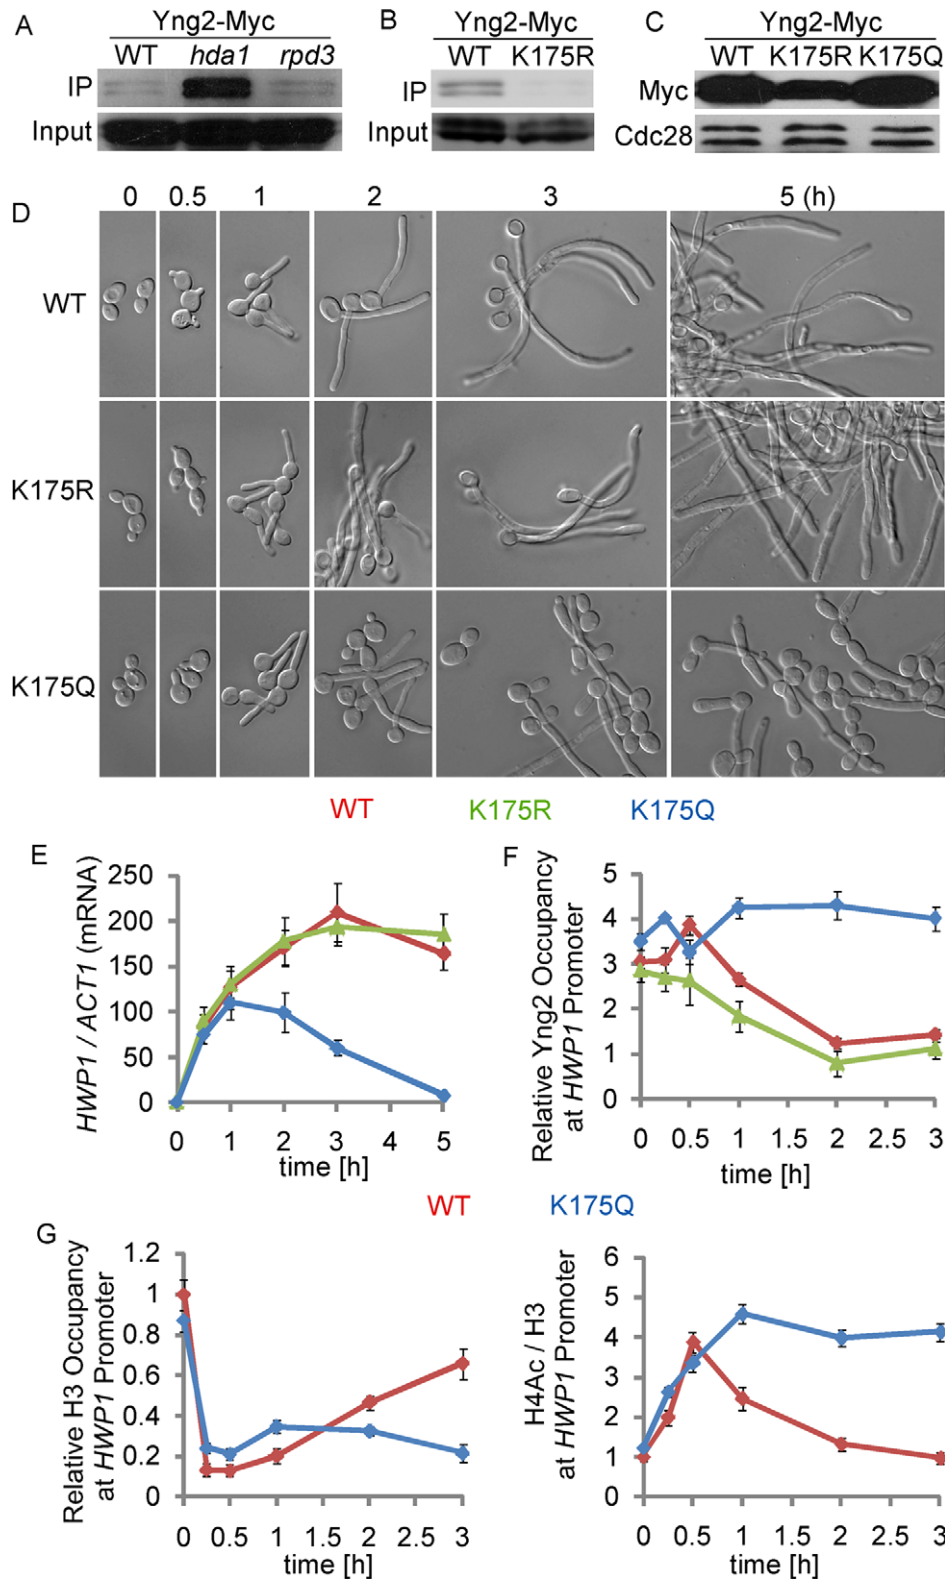 A
Yng2-Myc
WT hda1 rpd3
IP
Input
B
Yng2-Myc
WT K175R
IP
Input
C
Yng2-Myc
WT K175R K175Q
Myc
Cdc28
D
0 0.5 1 2 3 5 (h)
WT
K175R
K175Q
WT K175R K175Q
E
HWP1 / ACT1 (mRNA)
250
200
150
100
50
0
0 1 2 3 4 5
time [h]
F
Relative Yng2 Occupancy
at HWP1 Promoter
5
4
3
2
1
0
0 0.5 1 1.5 2 2.5 3
time [h]
WT K175Q
G
Relative H3 Occupancy
at HWP1 Promoter
1.2
1
0.8
0.6
0.4
0.2
0
0 0.5 1 1.5 2 2.5 3
time [h]
H4Ac / H3
at HWP1 Promoter
6
5
4
3
2
1
0
0 0.5 1 1.5 2 2.5 3
time [h]